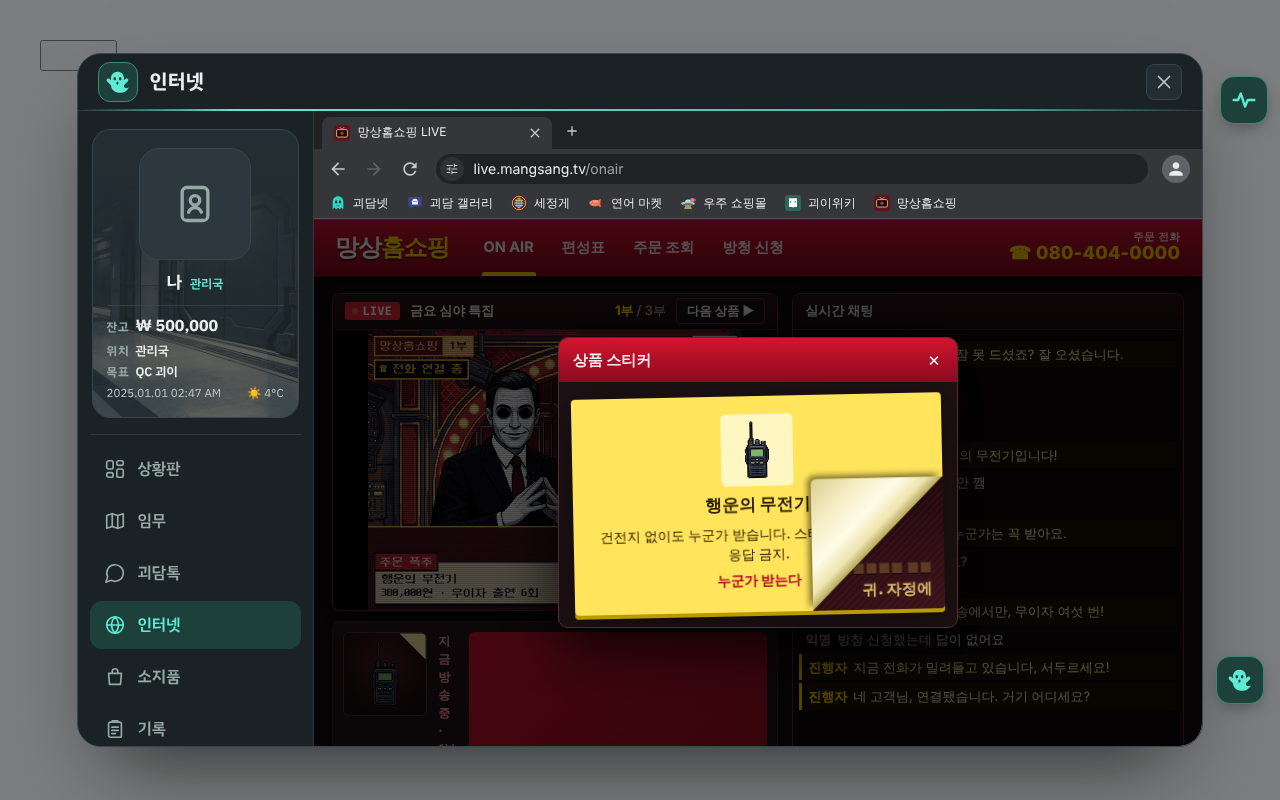 인터넷
나 관리국
잔고 ₩ 500,000
위치 관리국
목표 QC 괴이
2025.01.01 02:47 AM ☀️ 4°C
상황판
임무
괴담톡
인터넷
소지품
기록
망상홈쇼핑 LIVE
live.mangsang.tv/onair
괴담넷 괴담 갤러리 세정게 연어 마켓 우주 쇼핑몰 괴이위키 망상홈쇼핑
망상홈쇼핑 ON AIR 편성표 주문 조회 방청 신청
주문 전화
☎ 080-404-0000
LIVE 금요 심야 특집 1부 / 3부 다음 상품 ▶
망상홈쇼핑 1부
☎ 전화 연결 중
주문 폭주
행운의 무전기
380,000원 · 무이자 출연 6회
지금 방송 중 ·
상품 스티커
행운의 무전기
건전지 없이도 누군가 받습니다.
응답 금지.
누군가 받는다
귀. 자정에
실시간 채팅
잠 못 드셨죠? 잘 오셨습니다.
의 무전기입니다!
안 깸
누군가는 꼭 받아요.
?
송에서만, 무이자 여섯 번!
익명 방청 신청했는데 답이 없어요
진행자 지금 전화가 밀려들고 있습니다, 서두르세요!
진행자 네 고객님, 연결됐습니다. 거기 어디세요?